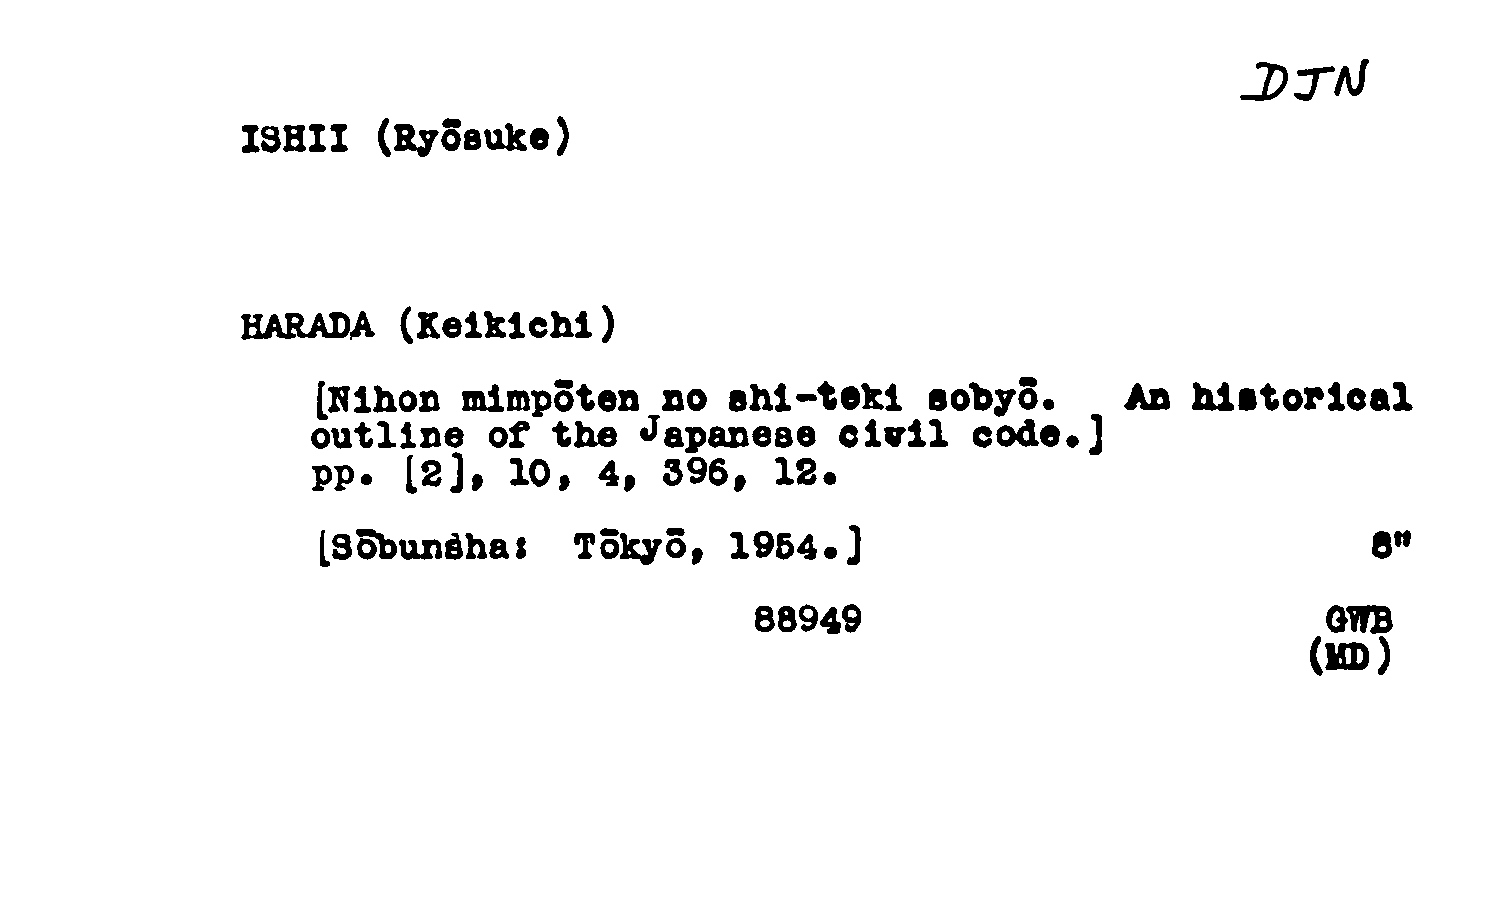 DJN
ISHII (Ryōsuke)
HARADA (Keikichi)
[Nihon mimpōten no shi-teki sobyō. An historical
outline of the Japanese civil code.]
pp. [2], 10, 4, 396, 12.
[Sōbunsha: Tōkyō, 1954.] 8"
88949 GWB
(MD)